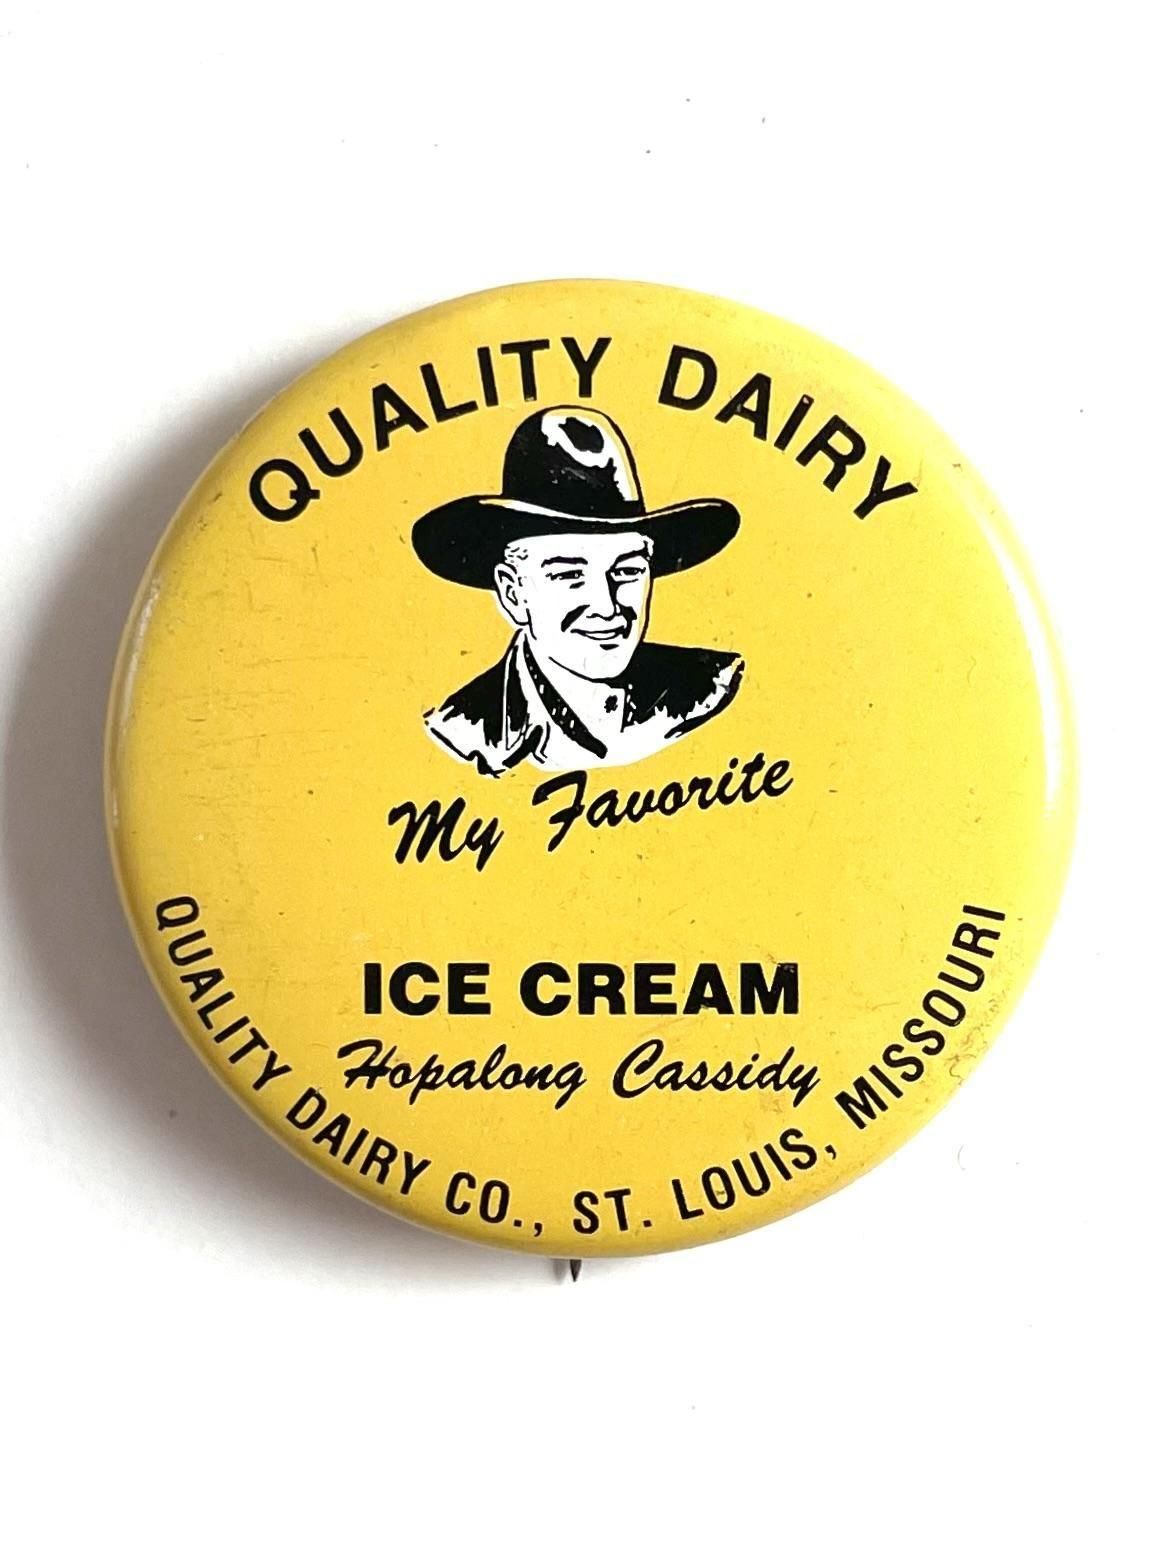 QUALITY DAIRY
My Favorite
ICE CREAM
Hopalong Cassidy
QUALITY DAIRY CO., ST. LOUIS, MISSOURI